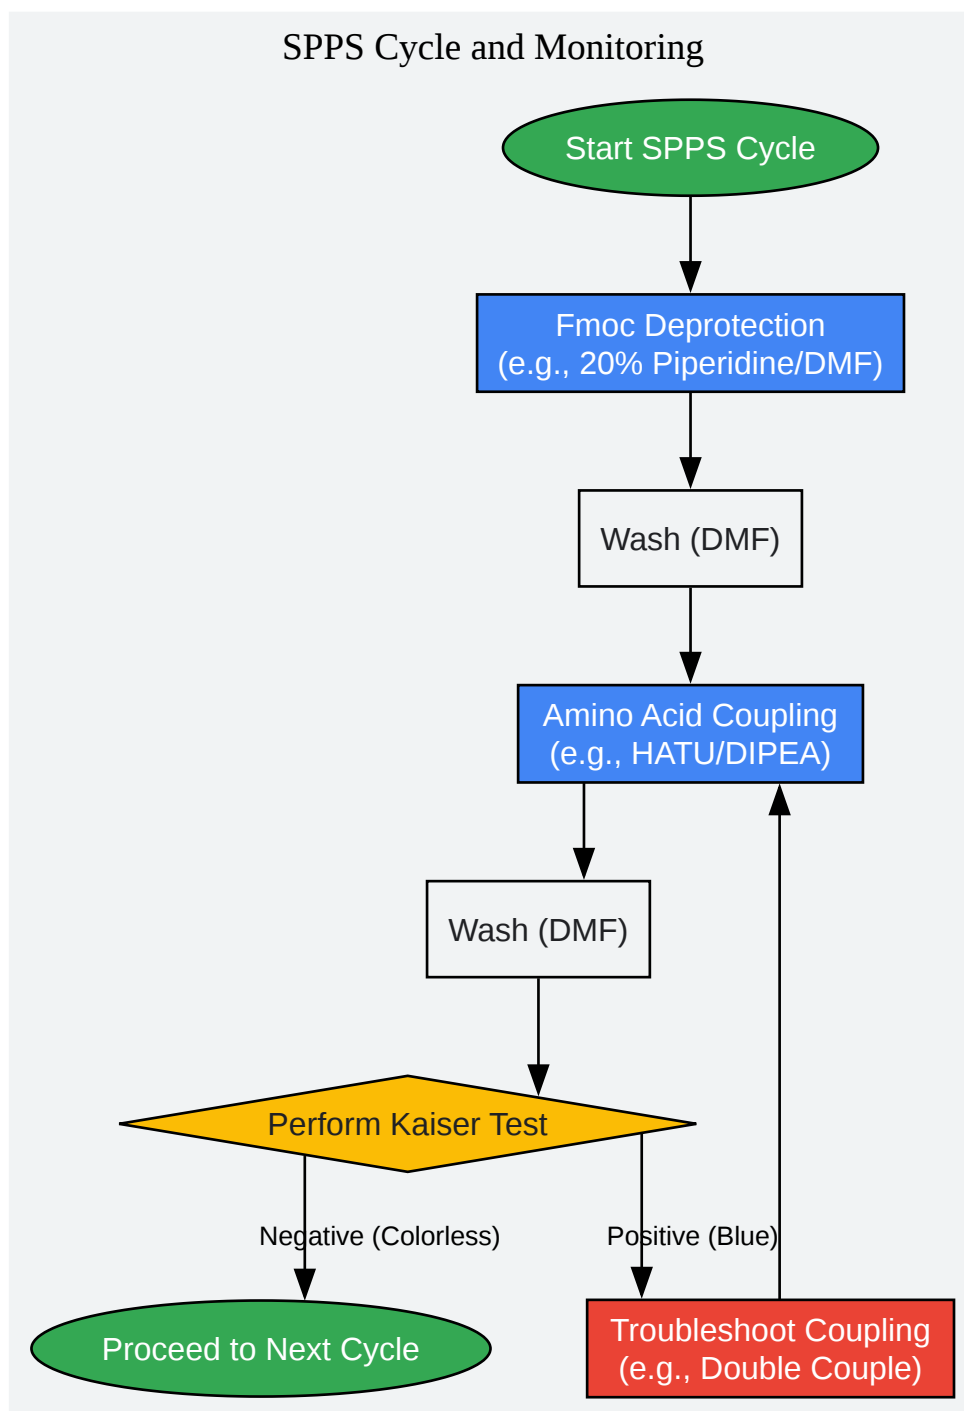 SPPS Cycle and Monitoring
Start SPPS Cycle
Fmoc Deprotection
(e.g., 20% Piperidine/DMF)
Wash (DMF)
Amino Acid Coupling
(e.g., HATU/DIPEA)
Wash (DMF)
Perform Kaiser Test
Negative (Colorless)
Positive (Blue)
Proceed to Next Cycle
Troubleshoot Coupling
(e.g., Double Couple)